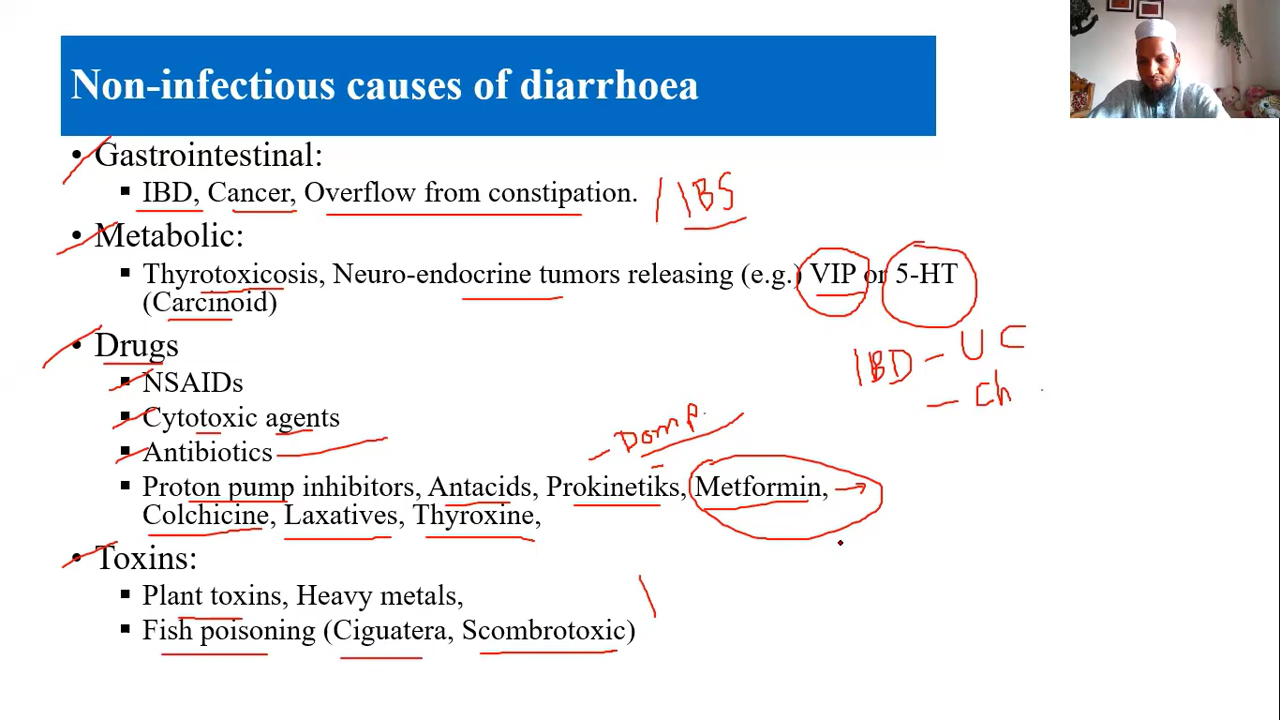 Non-infectious causes of diarrhoea
• Gastrointestinal:
▪ IBD, Cancer, Overflow from constipation. IBS
• Metabolic:
▪ Thyrotoxicosis, Neuro-endocrine tumors releasing (e.g.) VIP or 5-HT
(Carcinoid)
• Drugs
IBD - UC
- Ch
▪ NSAIDs
▪ Cytotoxic agents
- Domp
▪ Antibiotics
▪ Proton pump inhibitors, Antacids, Prokinetiks, Metformin, →
Colchicine, Laxatives, Thyroxine,
• Toxins:
▪ Plant toxins, Heavy metals,
▪ Fish poisoning (Ciguatera, Scombrotoxic)